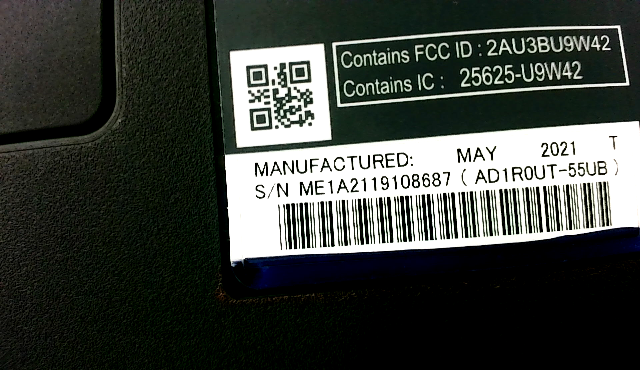 Contains FCC ID : 2AU3BU9W42
Contains IC : 25625-U9W42
MANUFACTURED: MAY 2021 T
S/N ME1A2119108687 ( AD1R0UT-55UB )